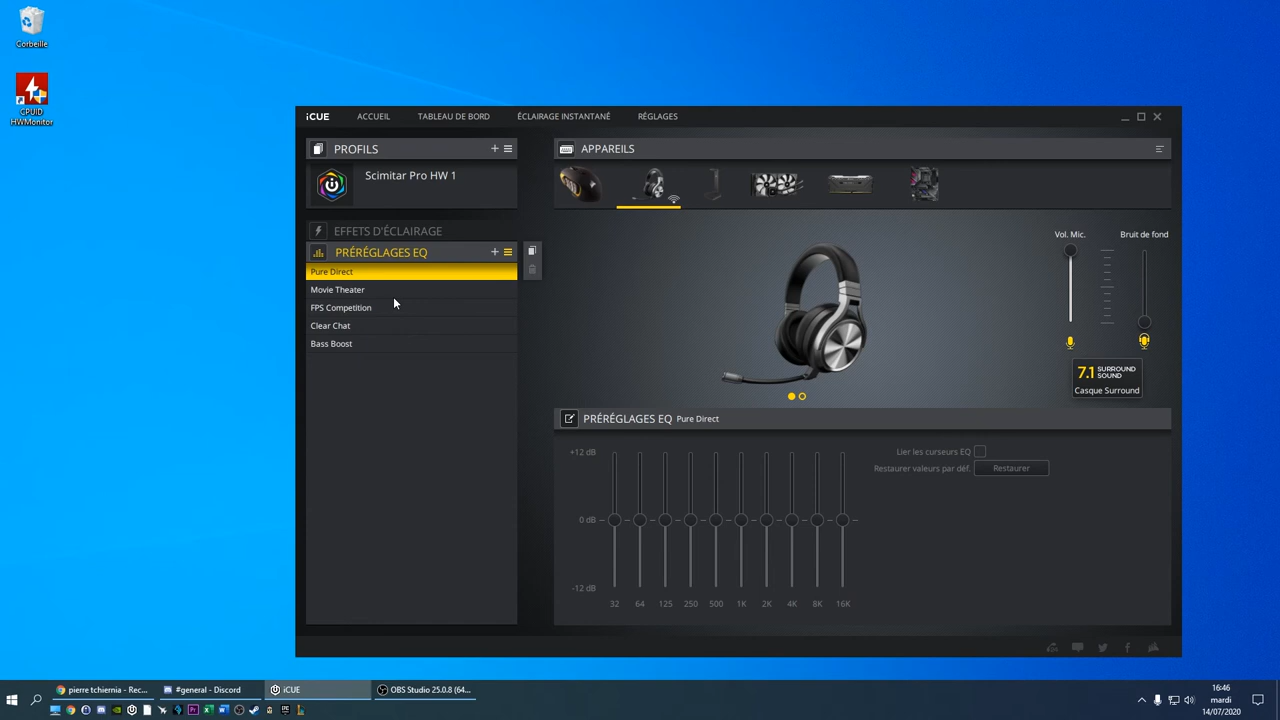 Corbeille
CPUID
HWMonitor
iCUE
ACCUEIL
TABLEAU DE BORD
ÉCLAIRAGE INSTANTANÉ
RÉGLAGES
PROFILS
Scimitar Pro HW 1
EFFETS D'ÉCLAIRAGE
PRÉRÉGLAGES EQ
Pure Direct
Movie Theater
FPS Competition
Clear Chat
Bass Boost
APPAREILS
Vol. Mic.
Bruit de fond
7.1 SURROUND SOUND
Casque Surround
PRÉRÉGLAGES EQ Pure Direct
+12 dB
0 dB
-12 dB
32 64 125 250 500 1K 2K 4K 8K 16K
Lier les curseurs EQ
Restaurer valeurs par déf. Restaurer
pierre tchiernia - Rec...
#general - Discord
iCUE
OBS Studio 25.0.8 (64...
16:46
mardi
14/07/2020